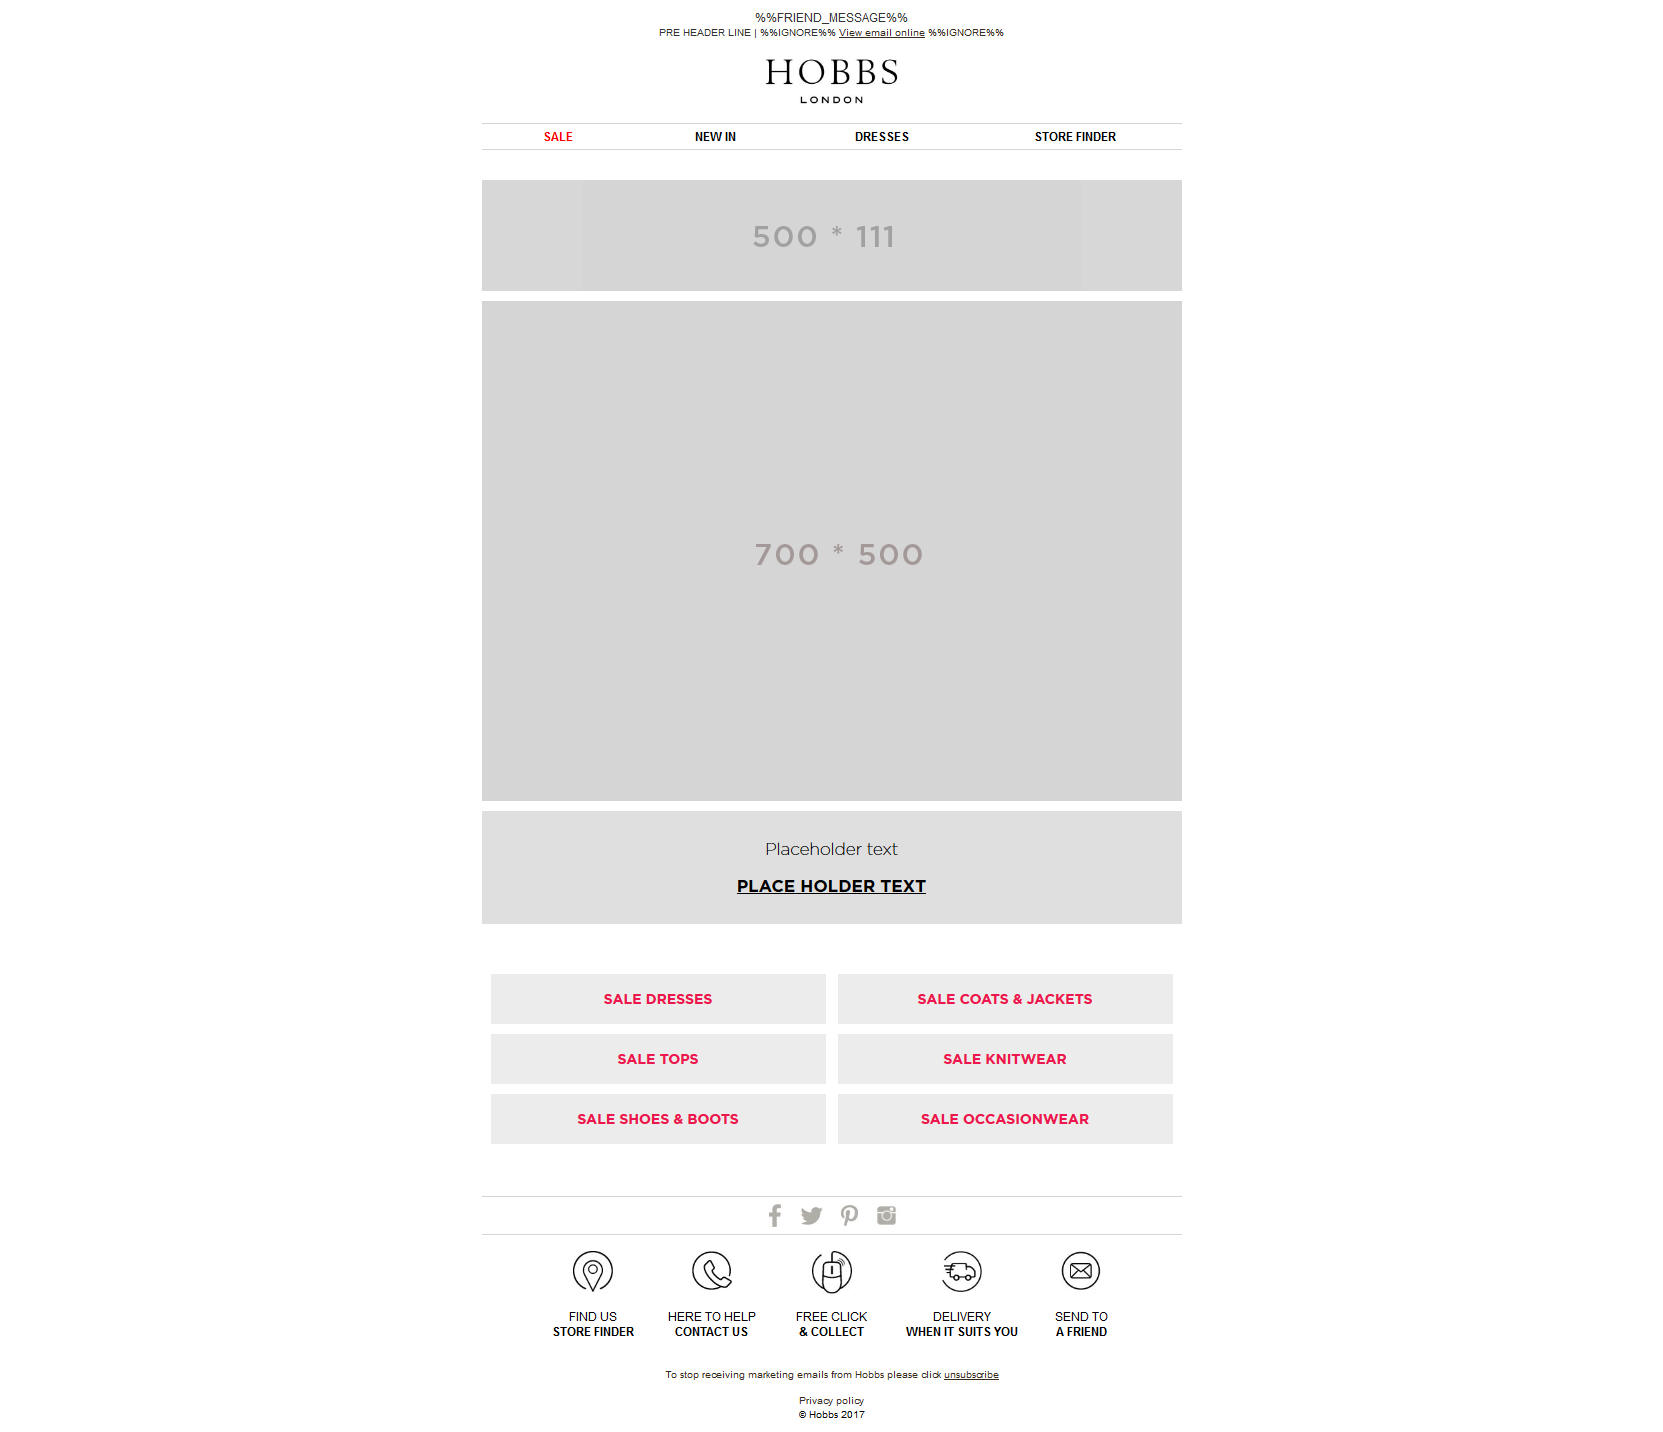 %%FRIEND_MESSAGE%%
PRE HEADER LINE | %%IGNORE%% View email online %%IGNORE%%
HOBBS
LONDON
SALE NEW IN DRESSES STORE FINDER
500 * 111
700 * 500
Placeholder text
PLACE HOLDER TEXT
SALE DRESSES SALE COATS & JACKETS
SALE TOPS SALE KNITWEAR
SALE SHOES & BOOTS SALE OCCASIONWEAR
FIND US
STORE FINDER
HERE TO HELP
CONTACT US
FREE CLICK
& COLLECT
DELIVERY
WHEN IT SUITS YOU
SEND TO
A FRIEND
To stop receiving marketing emails from Hobbs please click unsubscribe
Privacy policy
© Hobbs 2017